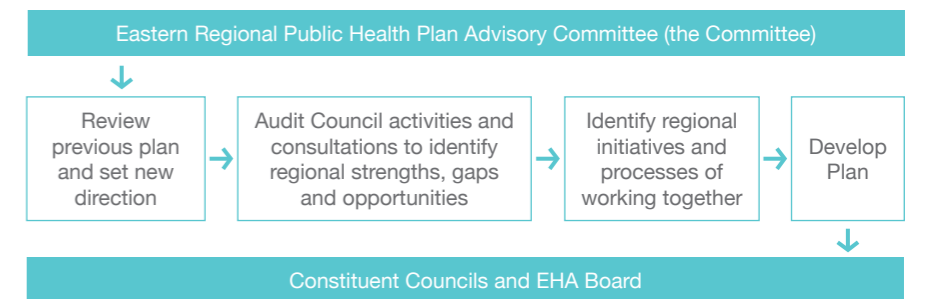 Eastern Regional Public Health Plan Advisory Committee (the Committee)
Review
previous plan
and set new
direction
Audit Council activities and
consultations to identify
regional strengths, gaps
and opportunities
Identify regional
initiatives and
processes of
working together
Develop
Plan
Constituent Councils and EHA Board